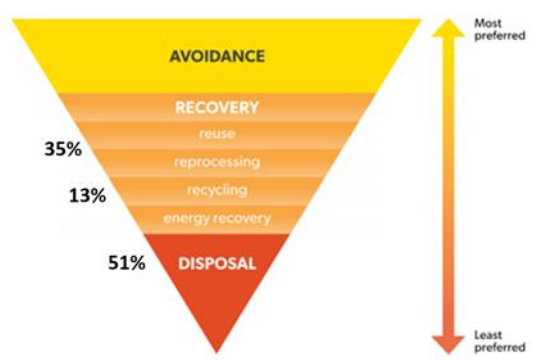 Most
preferred
AVOIDANCE
RECOVERY
reuse
35%
reprocessing
recycling
13%
energy recovery
51%
DISPOSAL
Least
preferred